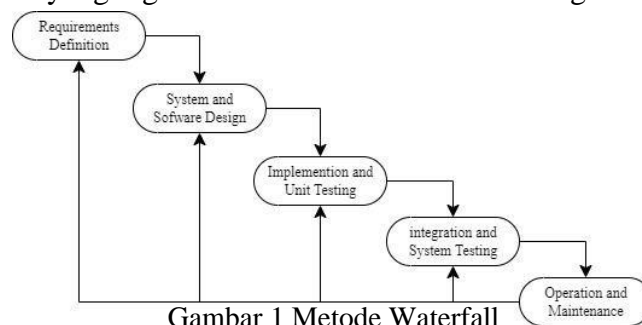 Requirements
Definition
System and
Sofware Design
Implemention and
Unit Testing
integration and
System Testing
Operation and
Maintenance
Gambar 1 Metode Waterfall